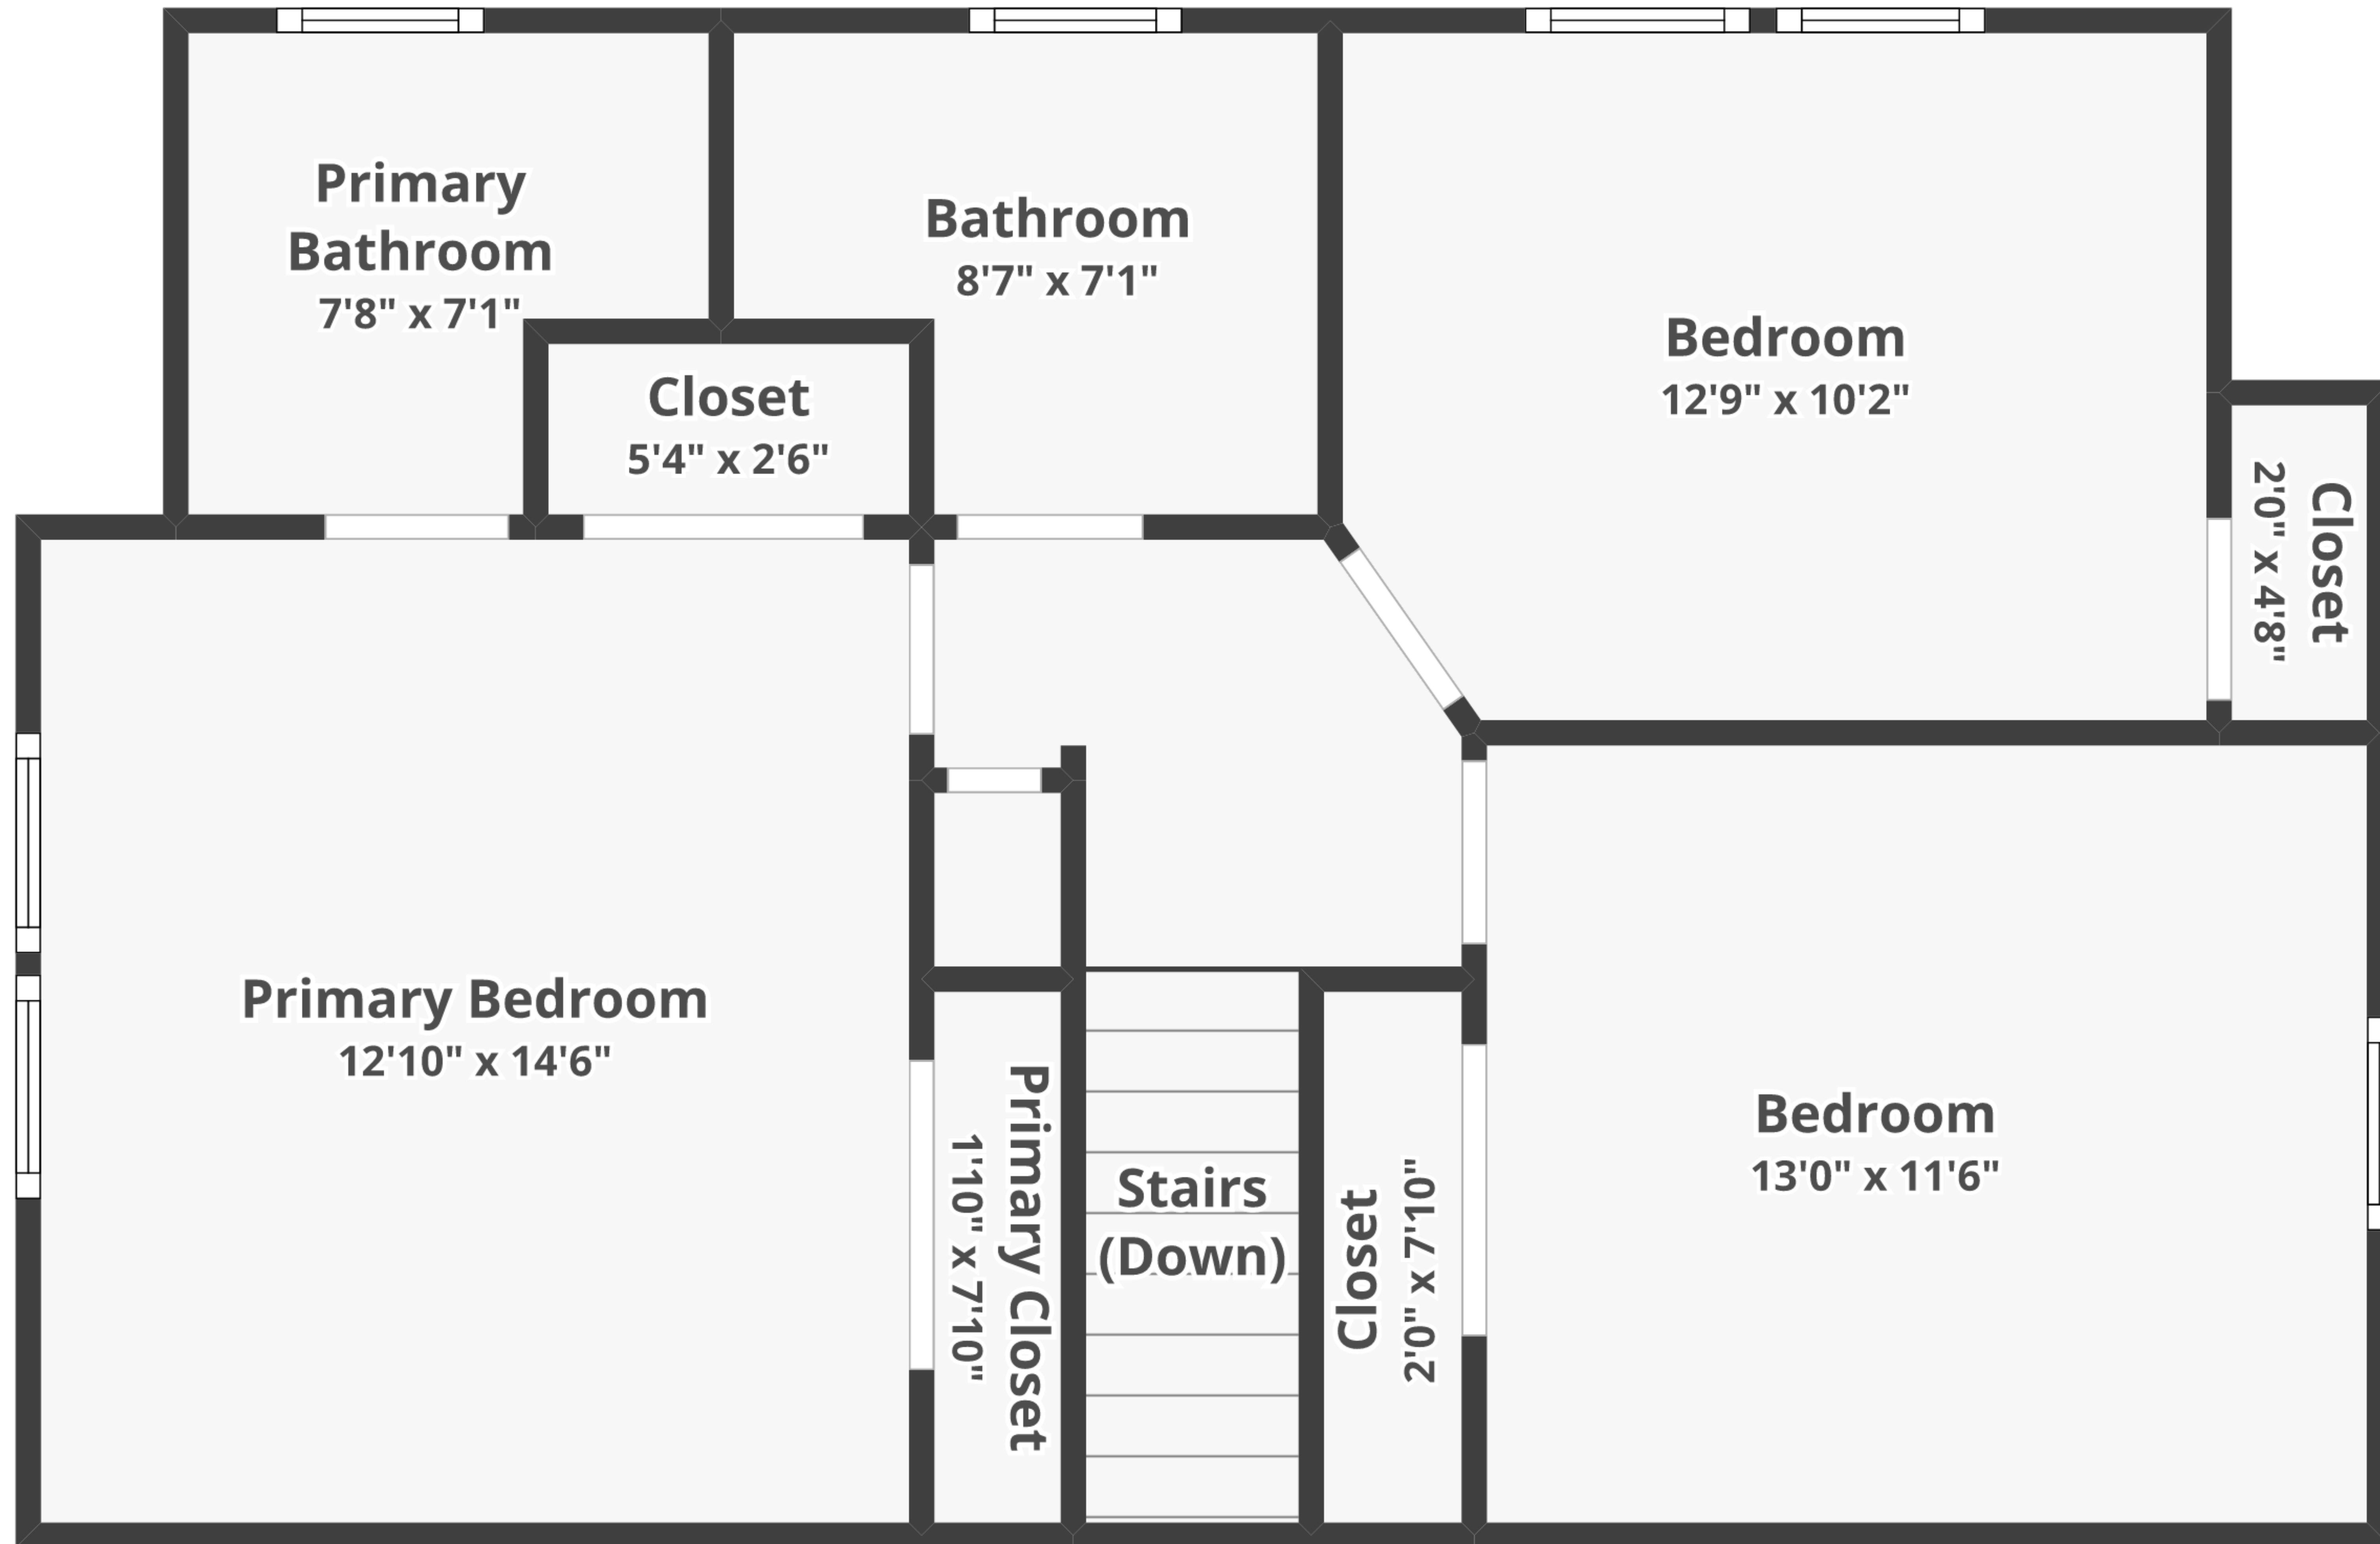 Primary
Bathroom
7'8" x 7'1"
Bathroom
8'7" x 7'1"
Bedroom
12'9" x 10'2"
Closet
5'4" x 2'6"
Closet
2'0" x 4'8"
Primary Bedroom
12'10" x 14'6"
Primary Closet
1'10" x 7'10"
Stairs
(Down)
Closet
2'0" x 7'10"
Bedroom
13'0" x 11'6"